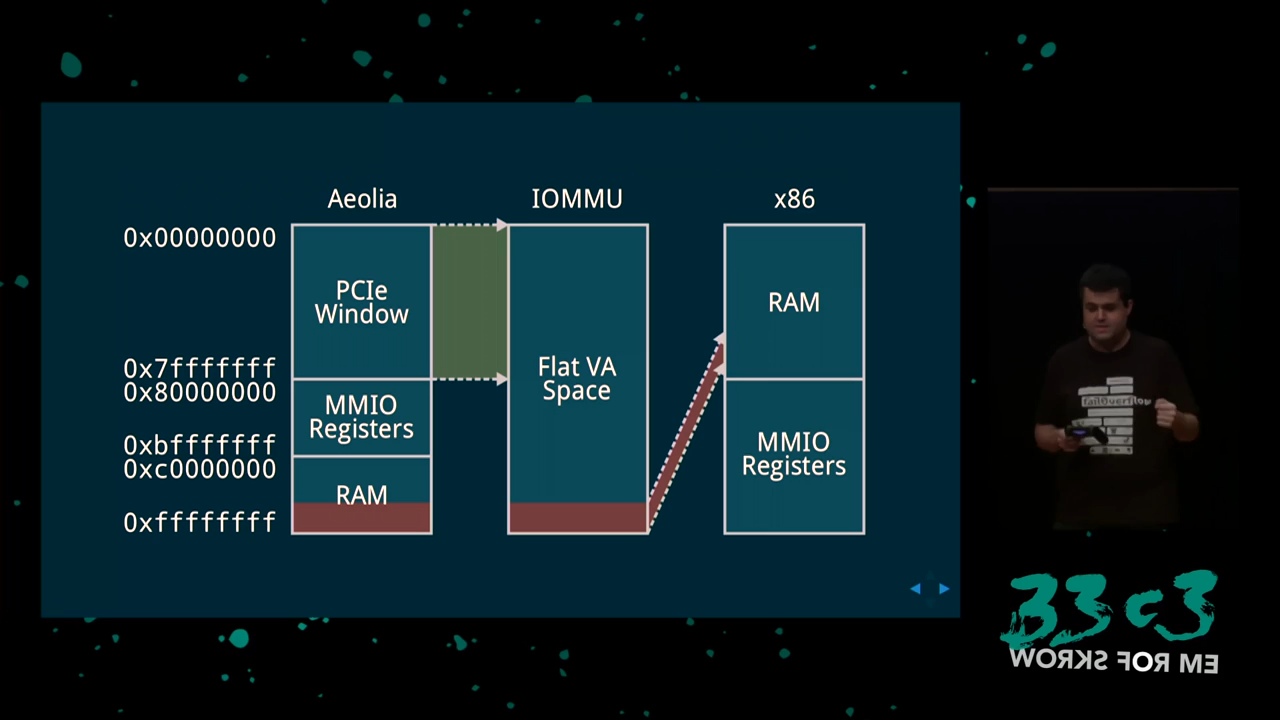 Aeolia
IOMMU
x86
0x00000000
PCIe
Window
RAM
0x7fffffff
0x80000000
Flat VA
Space
MMIO
Registers
0xbfffffff
0xc0000000
MMIO
Registers
RAM
0xffffffff
fail0verflow
33c3
WORKS FOR ME